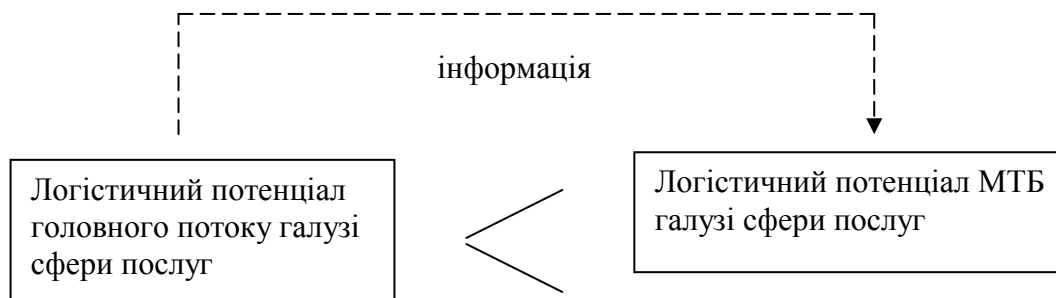 інформація
Логістичний потенціал
головного потоку галузі
сфери послуг
Логістичний потенціал МТБ
галузі сфери послуг